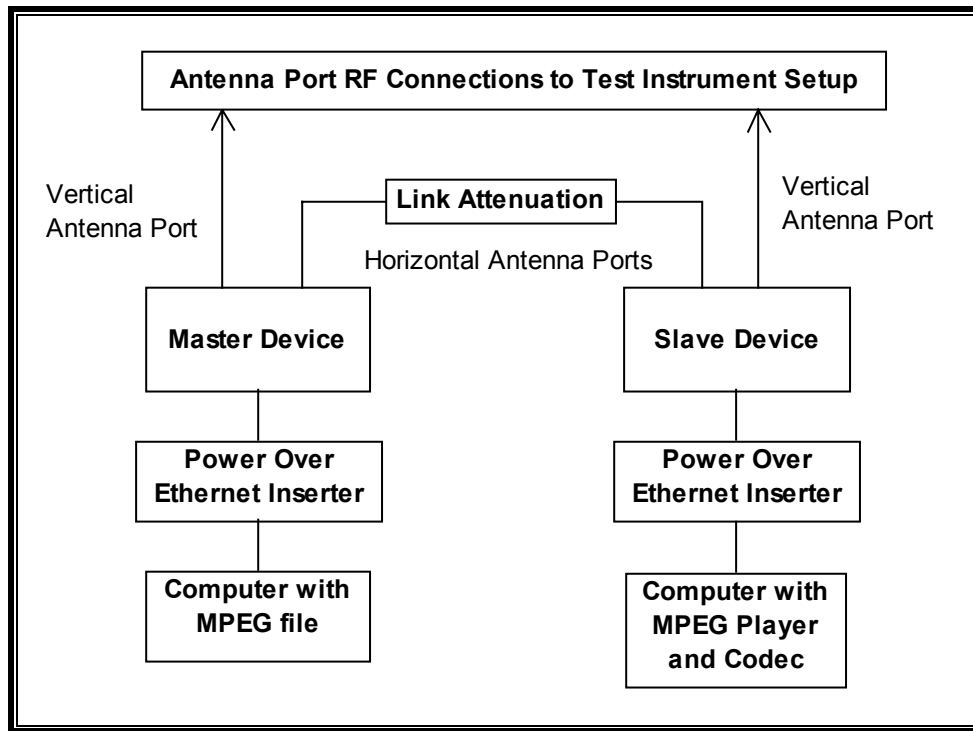 Antenna Port RF Connections to Test Instrument Setup
Vertical
Antenna Port
Link Attenuation
Vertical
Antenna Port
Horizontal Antenna Ports
Master Device
Slave Device
Power Over
Ethernet Inserter
Power Over
Ethernet Inserter
Computer with
MPEG file
Computer with
MPEG Player
and Codec